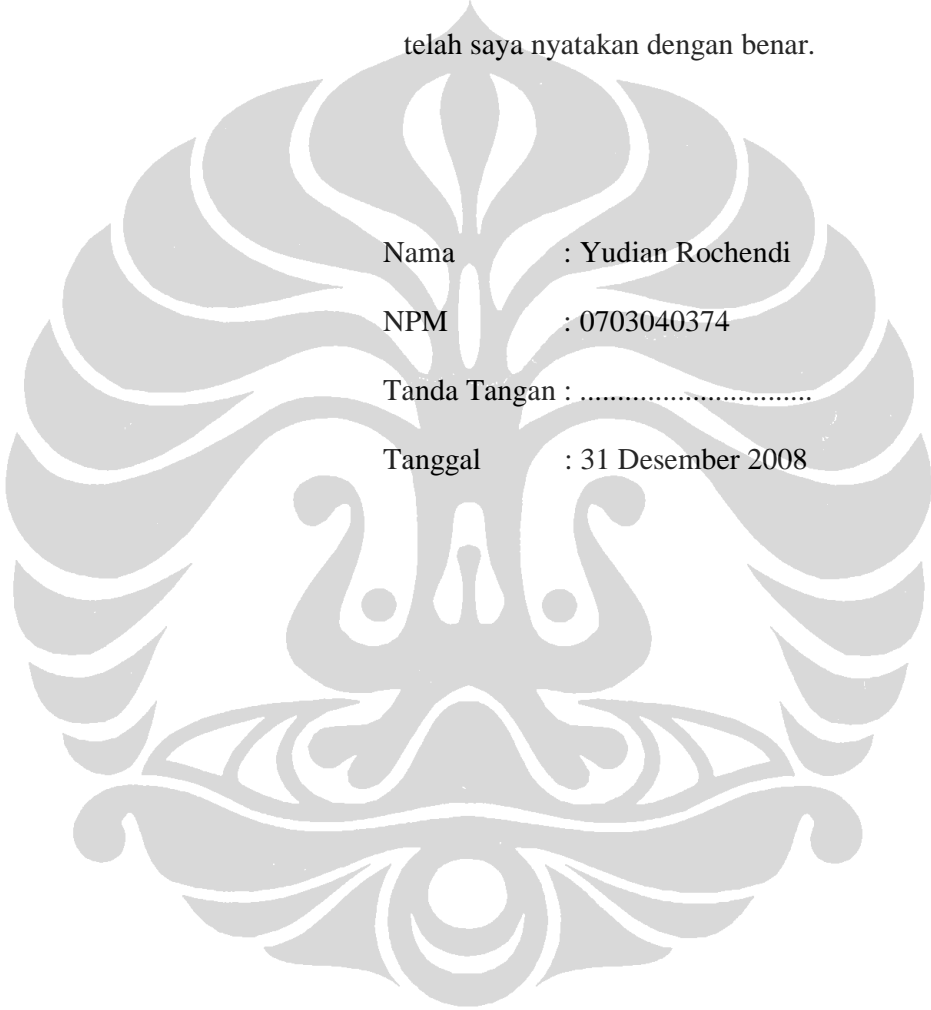 telah saya nyatakan dengan benar.
Nama : Yudian Rochendi
NPM : 0703040374
Tanda Tangan : ...............................
Tanggal : 31 Desember 2008